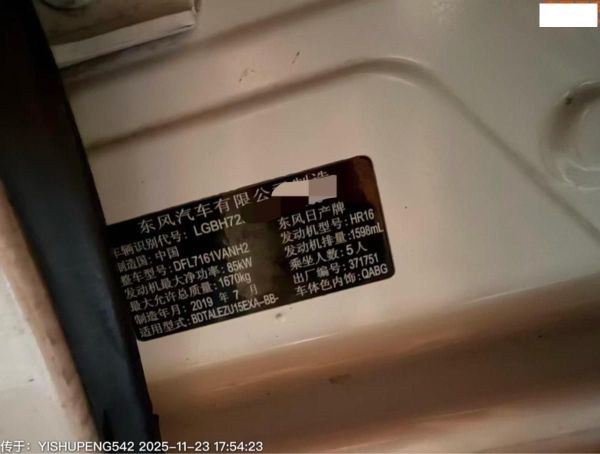 东风汽车有限公司制造
车辆识别代号：LGBH72 东风日产牌
制造国：中国 发动机型号：HR16
整车型号：DFL7161VANH2 发动机排量：1598mL
发动机最大净功率：85kW 乘坐人数：5人
最大允许总质量：1670kg 出厂编号：371751
制造年月：2019年7月 车体色内饰：QABG
适用型式：BDTALEZU15EXA-BB-
传于：YISHUPENG542 2025-11-23 17:54:23